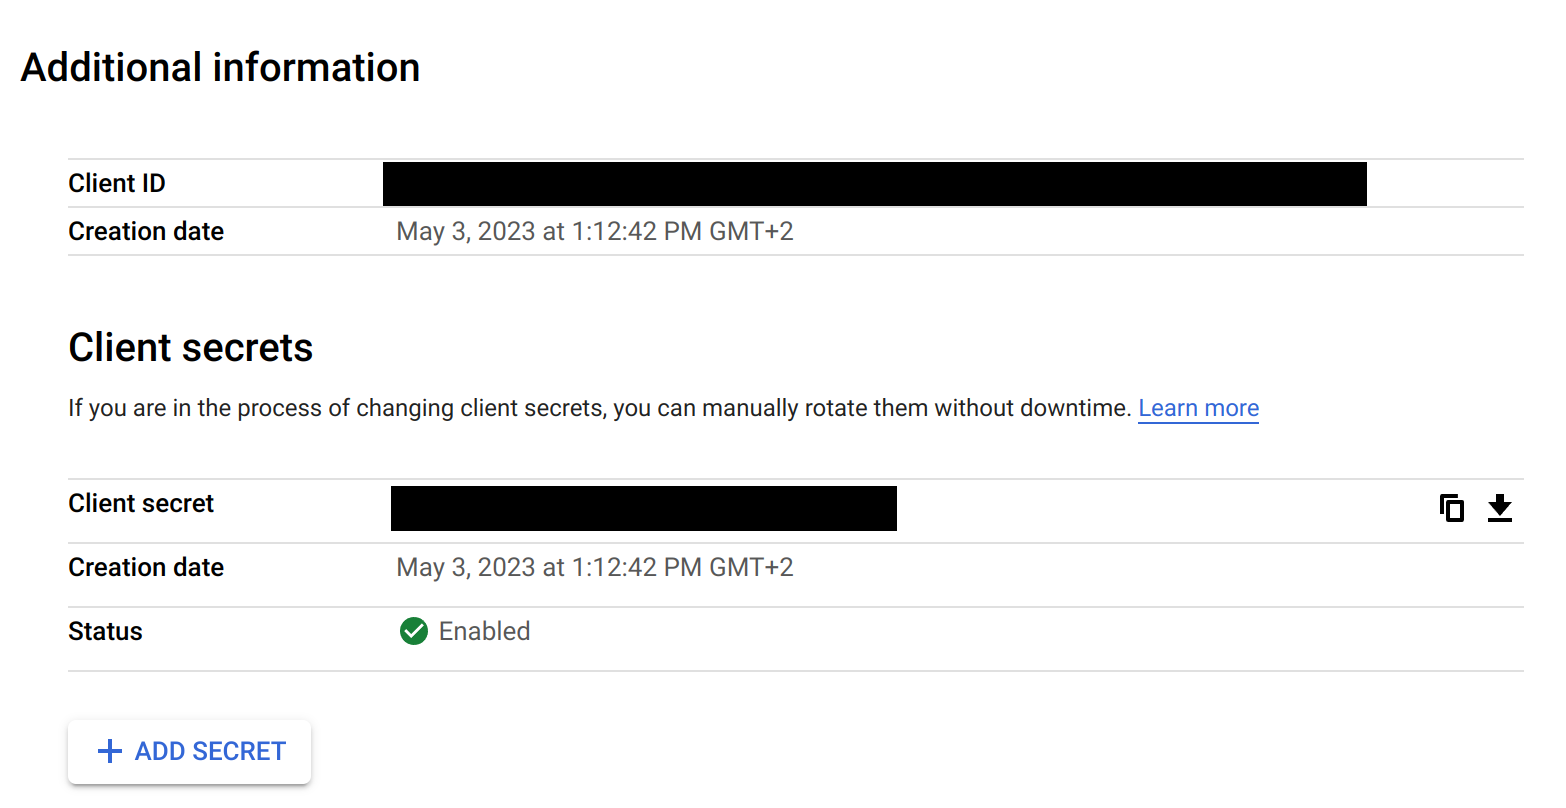 Additional information
Client ID
Creation date May 3, 2023 at 1:12:42 PM GMT+2
Client secrets
If you are in the process of changing client secrets, you can manually rotate them without downtime. Learn more
Client secret
Creation date May 3, 2023 at 1:12:42 PM GMT+2
Status Enabled
ADD SECRET